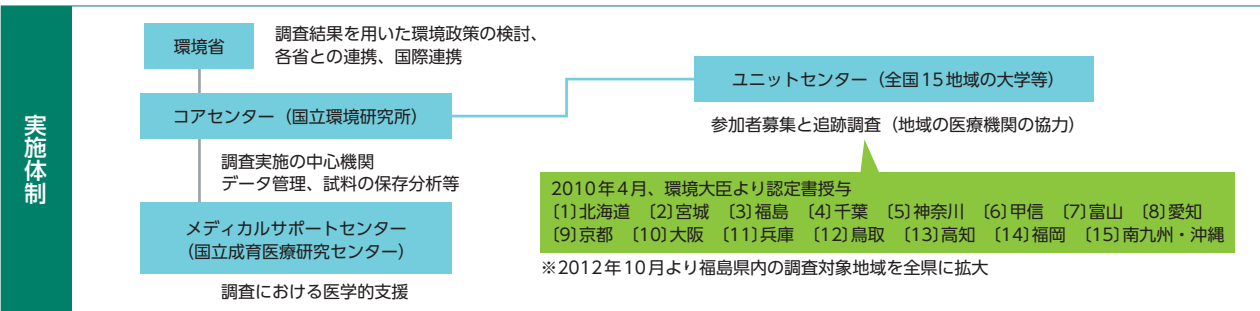 実施体制
環境省
調査結果を用いた環境政策の検討、
各省との連携、国際連携
コアセンター（国立環境研究所）
調査実施の中心機関
データ管理、試料の保存分析等
メディカルサポートセンター
（国立成育医療研究センター）
調査における医学的支援
ユニットセンター（全国15地域の大学等）
参加者募集と追跡調査（地域の医療機関の協力）
2010年4月、環境大臣より認定書授与
〔1〕北海道　〔2〕宮城　〔3〕福島　〔4〕千葉　〔5〕神奈川　〔6〕甲信　〔7〕富山　〔8〕愛知
〔9〕京都　〔10〕大阪　〔11〕兵庫　〔12〕鳥取　〔13〕高知　〔14〕福岡　〔15〕南九州・沖縄
※2012年10月より福島県内の調査対象地域を全県に拡大